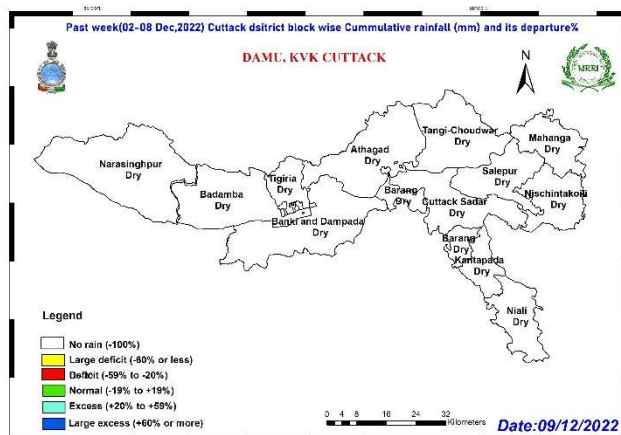 Past week(02-08 Dec,2022) Cuttack dsitrict block wise Cummulative rainfall (mm) and its departure%
DAMU, KVK CUTTACK
N
NRRI
Tangi-Choudwar
Dry
Mahanga
Dry
Athagad
Dry
Narasinghpur
Dry
Salepur
Dry
Tigiria
Dry
Badamba
Dry
Barang
Dry
Nischintakoili
Dry
Cuttack Sadar
Dry
Banki and Dampada
Dry
Barang
Dry
Kantapada
Dry
Niali
Dry
Legend
No rain (-100%)
Large deficit (-60% or less)
Deficit (-59% to -20%)
Normal (-19% to +19%)
Excess (+20% to +59%)
Large excess (+60% or more)
0 4 8 16 24 32
Kilometers
Date:09/12/2022